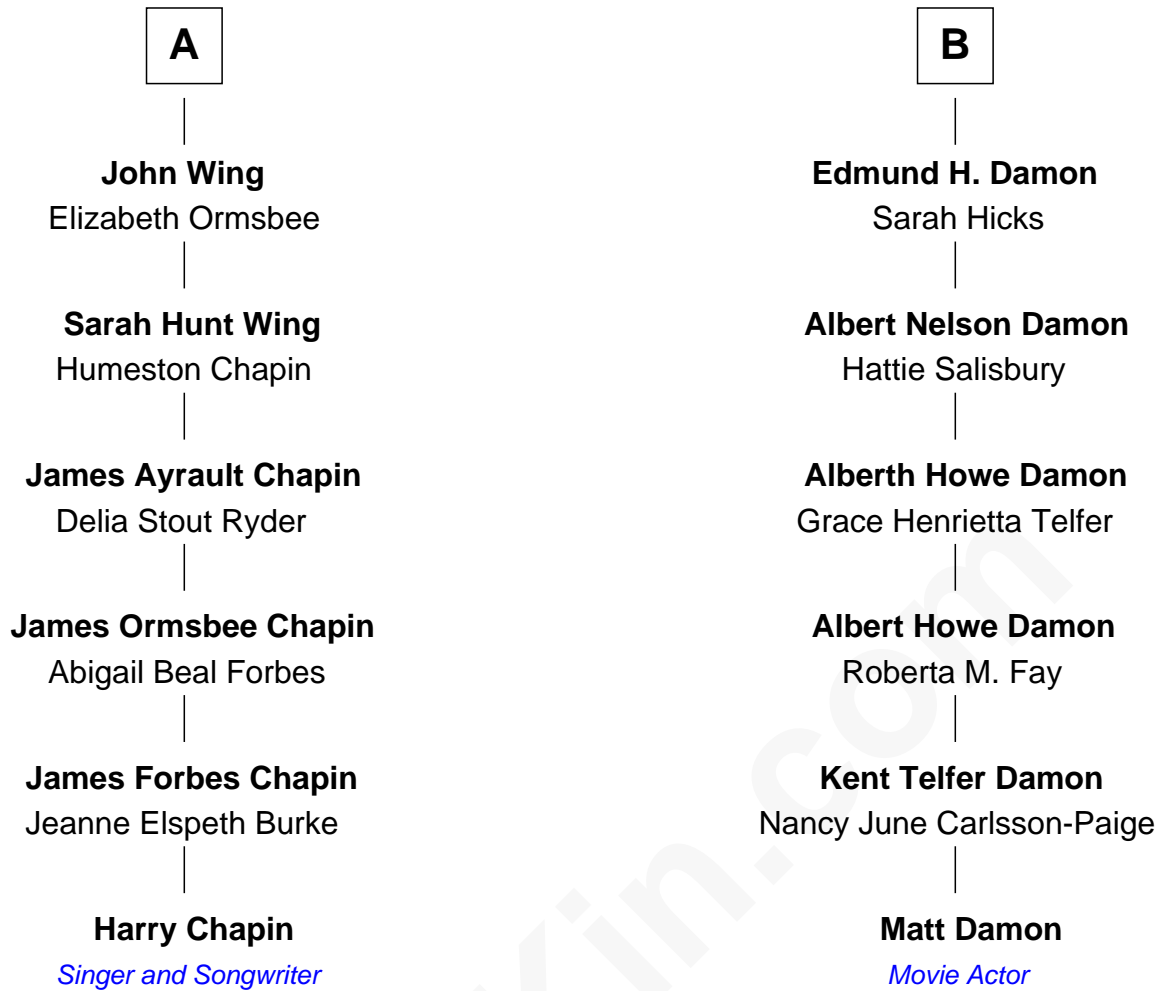 A
John Wing
Elizabeth Ormsbee
Sarah Hunt Wing
Humeston Chapin
James Ayrault Chapin
Delia Stout Ryder
James Ormsbee Chapin
Abigail Beal Forbes
James Forbes Chapin
Jeanne Elspeth Burke
Harry Chapin
Singer and Songwriter
B
Edmund H. Damon
Sarah Hicks
Albert Nelson Damon
Hattie Salisbury
Alberth Howe Damon
Grace Henrietta Telfer
Albert Howe Damon
Roberta M. Fay
Kent Telfer Damon
Nancy June Carlsson-Paige
Matt Damon
Movie Actor